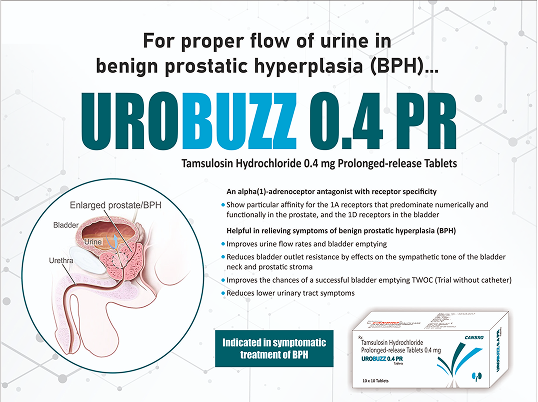 For proper flow of urine in
benign prostatic hyperplasia (BPH)...
UROBUZZ 0.4 PR
Tamsulosin Hydrochloride 0.4 mg Prolonged-release Tablets
An alpha(1)-adrenoceptor antagonist with receptor specificity
Show particular affinity for the 1A receptors that predominate numerically and
functionally in the prostate, and the 1D receptors in the bladder
Helpful in relieving symptoms of benign prostatic hyperplasia (BPH)
Improves urine flow rates and bladder emptying
Reduces bladder outlet resistance by effects on the sympathetic tone of the bladder
neck and prostatic stroma
Improves the chances of a successful bladder emptying TWOC (Trial without catheter)
Reduces lower urinary tract symptoms
Enlarged prostate/BPH
Bladder
Urine
Urethra
Indicated in symptomatic
treatment of BPH
Rx
Tamsulosin Hydrochloride
Prolonged-release Tablets 0.4 mg
UROBUZZ 0.4 PR
Tablets
10 x 10 Tablets
CANBRO